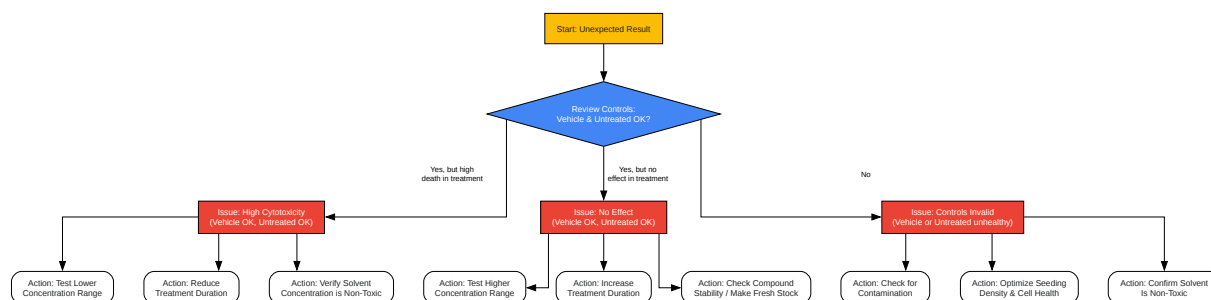 Start: Unexpected Result
Review Controls:
Vehicle & Untreated OK?
Yes, but high
death in treatment
Yes, but no
effect in treatment
No
Issue: High Cytotoxicity
(Vehicle OK, Untreated OK)
Issue: No Effect
(Vehicle OK, Untreated OK)
Issue: Controls Invalid
(Vehicle or Untreated unhealthy)
Action: Test Lower
Concentration Range
Action: Reduce
Treatment Duration
Action: Verify Solvent
Concentration is Non-Toxic
Action: Test Higher
Concentration Range
Action: Increase
Treatment Duration
Action: Check Compound
Stability / Make Fresh Stock
Action: Check for
Contamination
Action: Optimize Seeding
Density & Cell Health
Action: Confirm Solvent
Is Non-Toxic